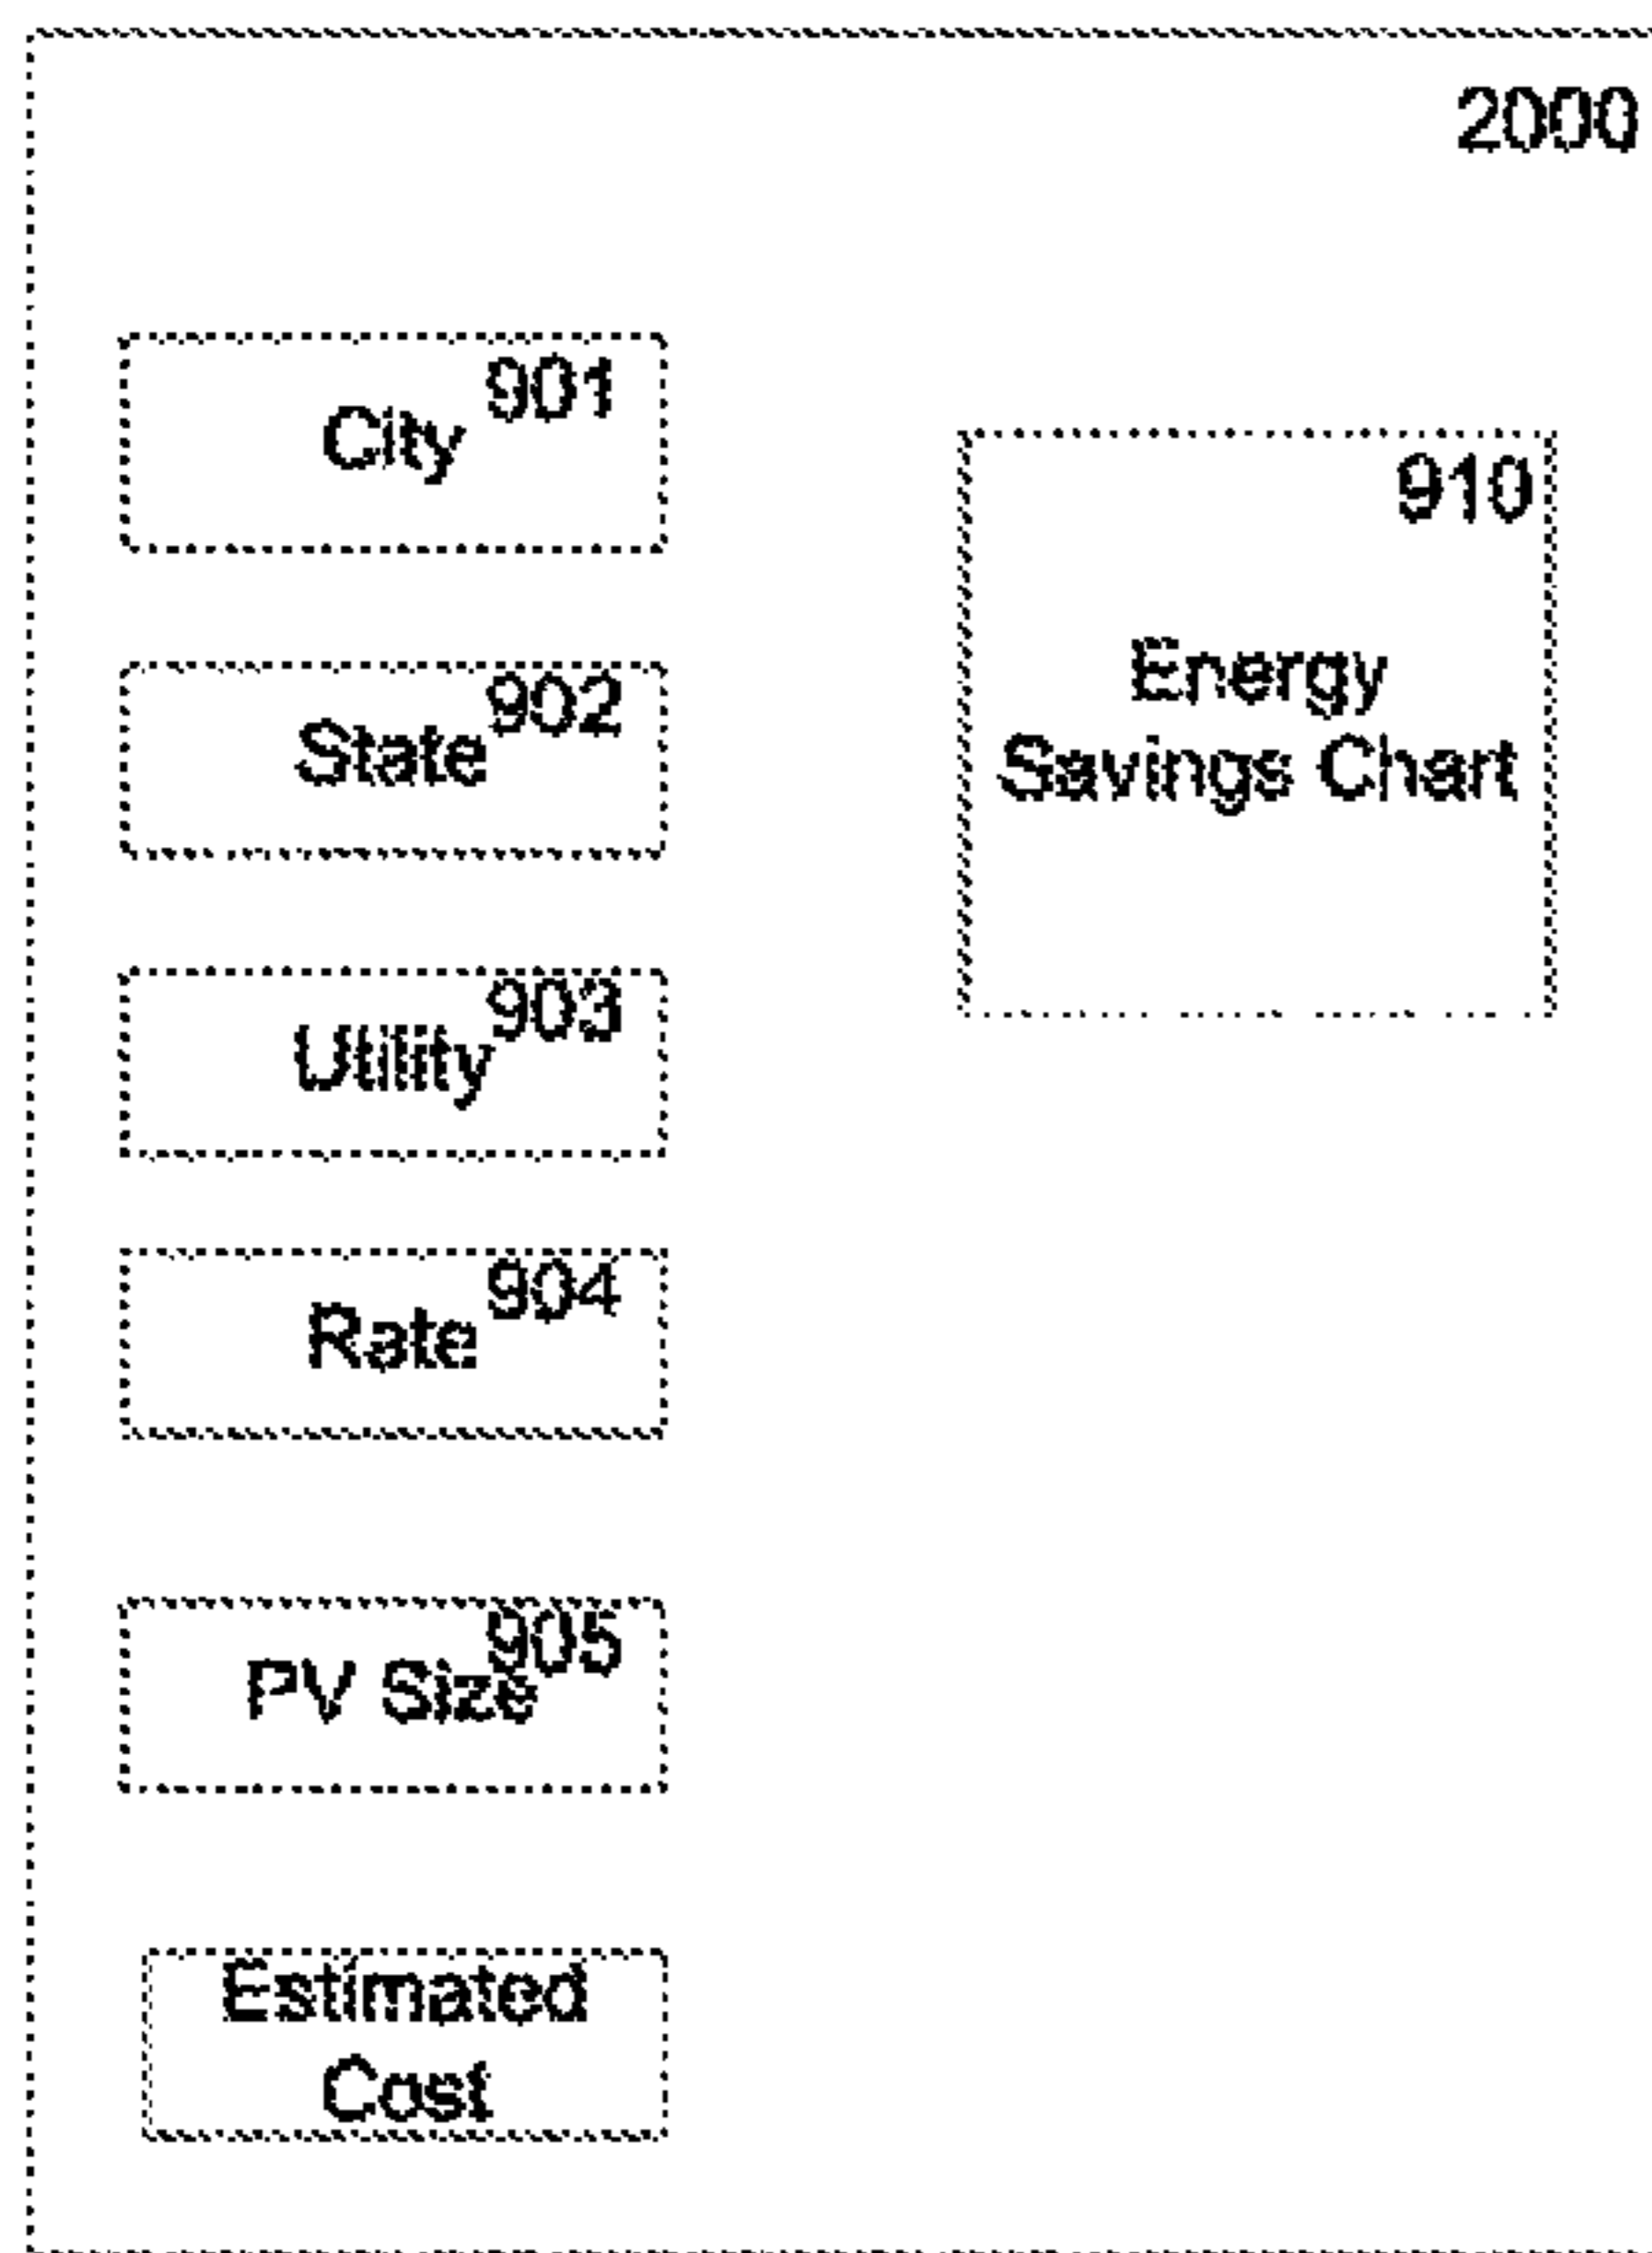 2000
901
City
902
State
903
Utility
904
Rate
905
PV Size
Estimated
Cost
910
Energy
Savings Chart